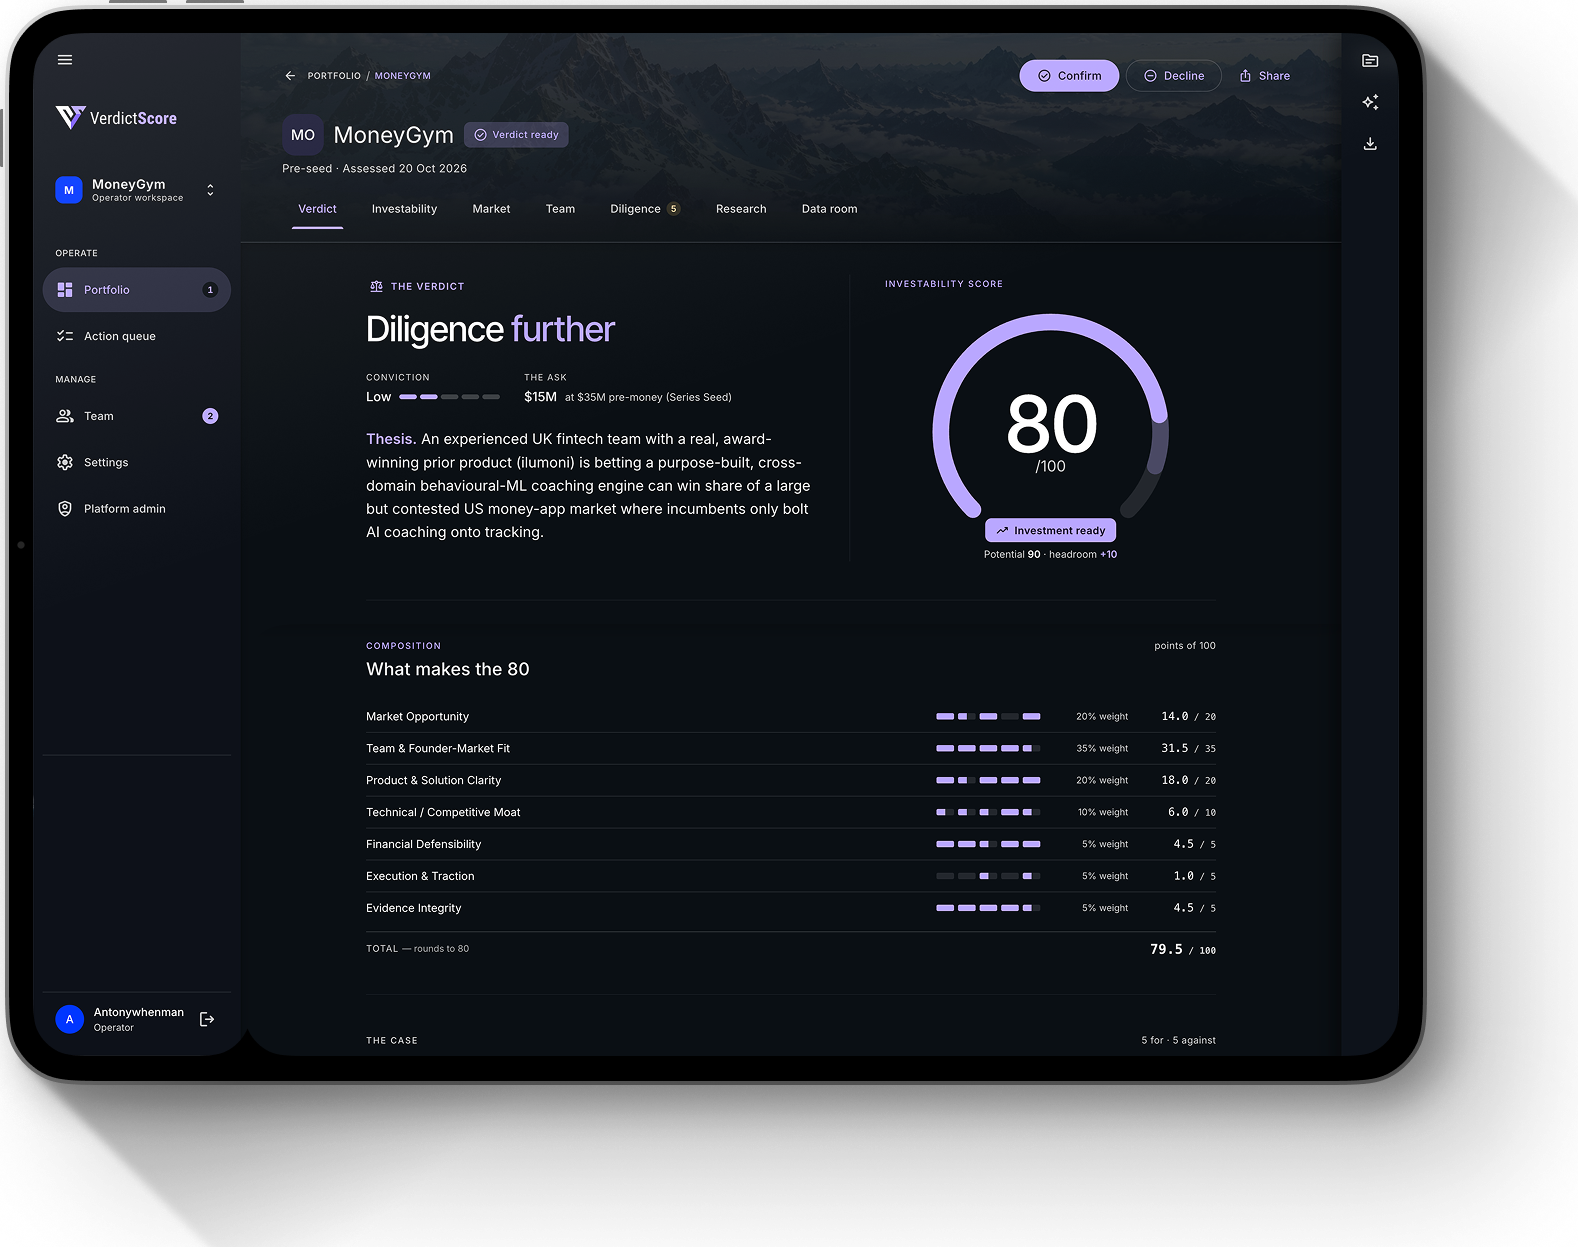 VerdictScore
M
MoneyGym
Operator workspace
OPERATE
Portfolio 1
Action queue
MANAGE
Team 2
Settings
Platform admin
A
Antonywhenman
Operator
PORTFOLIO / MONEYGYM
Confirm
Decline
Share
MO
MoneyGym
Verdict ready
Pre-seed · Assessed 20 Oct 2026
Verdict Investability Market Team Diligence 5 Research Data room
THE VERDICT
Diligence further
CONVICTION
Low
THE ASK
$15M at $35M pre-money (Series Seed)
Thesis. An experienced UK fintech team with a real, award-
winning prior product (ilumoni) is betting a purpose-built, cross-
domain behavioural-ML coaching engine can win share of a large
but contested US money-app market where incumbents only bolt
AI coaching onto tracking.
INVESTABILITY SCORE
80
/100
Investment ready
Potential 90 · headroom +10
COMPOSITION
points of 100
What makes the 80
Market Opportunity 20% weight 14.0 / 20
Team & Founder-Market Fit 35% weight 31.5 / 35
Product & Solution Clarity 20% weight 18.0 / 20
Technical / Competitive Moat 10% weight 6.0 / 10
Financial Defensibility 5% weight 4.5 / 5
Execution & Traction 5% weight 1.0 / 5
Evidence Integrity 5% weight 4.5 / 5
TOTAL — rounds to 80 79.5 / 100
THE CASE 5 for · 5 against